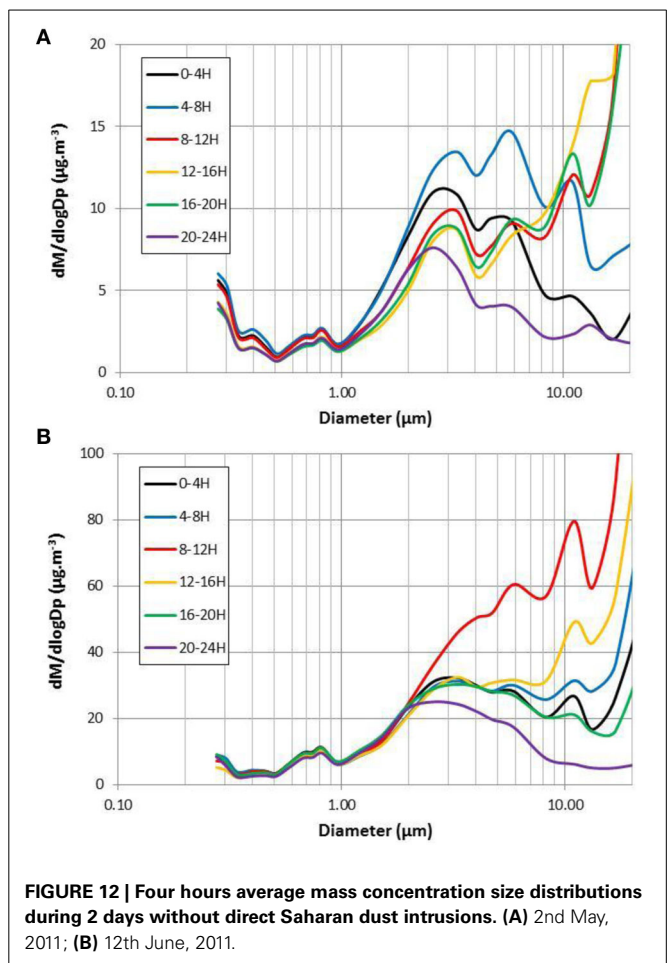 A
20
15
10
5
0
dM/dlogDp (µg.m⁻³)
0-4H
4-8H
8-12H
12-16H
16-20H
20-24H
0.10 1.00 10.00
Diameter (µm)
B
100
80
60
40
20
0
dM/dlogDp (µg.m⁻³)
0-4H
4-8H
8-12H
12-16H
16-20H
20-24H
0.10 1.00 10.00
Diameter (µm)
FIGURE 12 | Four hours average mass concentration size distributions
during 2 days without direct Saharan dust intrusions. (A) 2nd May,
2011; (B) 12th June, 2011.